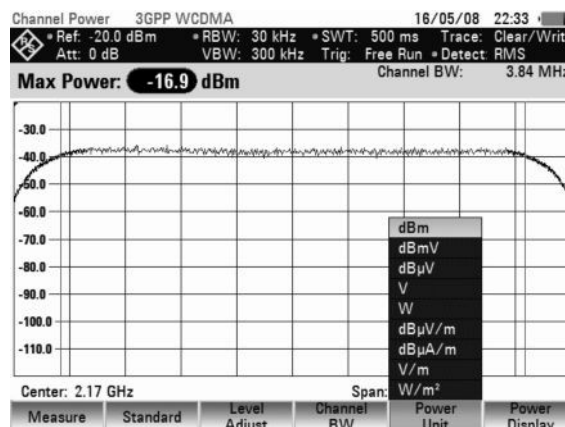 Channel Power 3GPP WCDMA 16/05/08 22:33
• Ref: -20.0 dBm • RBW: 30 kHz • SWT: 500 ms Trace: Clear/Writ
Att: 0 dB VBW: 300 kHz Trig: Free Run • Detect: RMS
Max Power: -16.9 dBm Channel BW: 3.84 MHz
-30.0
-40.0
-50.0
-60.0
-70.0
-80.0
-90.0
-100.0
-110.0
dBm
dBmV
dBµV
V
W
dBµV/m
dBµA/m
V/m
W/m²
Center: 2.17 GHz Span:
Measure Standard Level Adjust Channel BW Power Unit Power Display